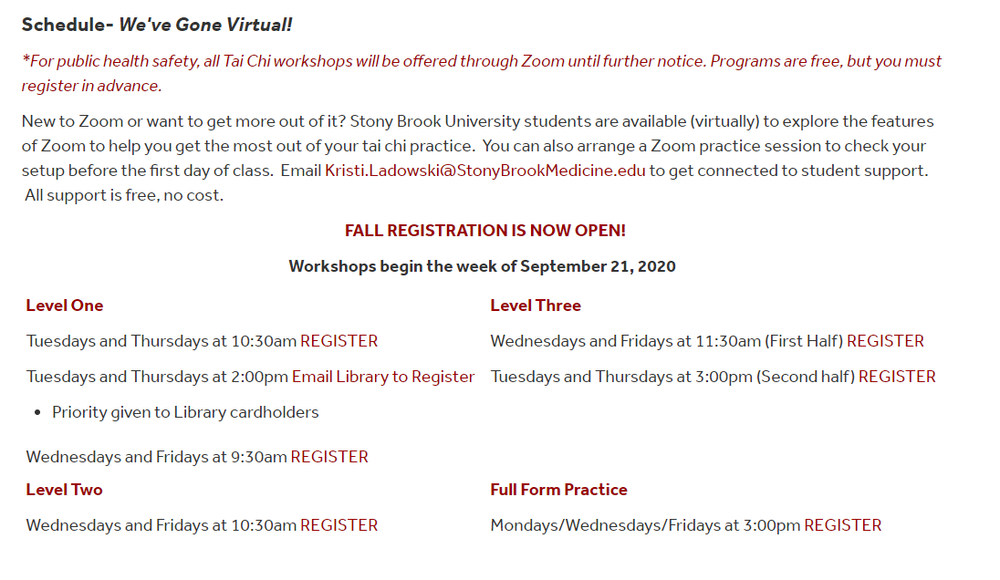 Schedule- We've Gone Virtual!
*For public health safety, all Tai Chi workshops will be offered through Zoom until further notice. Programs are free, but you must
register in advance.
New to Zoom or want to get more out of it? Stony Brook University students are available (virtually) to explore the features
of Zoom to help you get the most out of your tai chi practice.  You can also arrange a Zoom practice session to check your
setup before the first day of class.  Email Kristi.Ladowski@StonyBrookMedicine.edu to get connected to student support.
All support is free, no cost.
FALL REGISTRATION IS NOW OPEN!
Workshops begin the week of September 21, 2020
Level One
Tuesdays and Thursdays at 10:30am REGISTER
Tuesdays and Thursdays at 2:00pm Email Library to Register
• Priority given to Library cardholders
Wednesdays and Fridays at 9:30am REGISTER
Level Three
Wednesdays and Fridays at 11:30am (First Half) REGISTER
Tuesdays and Thursdays at 3:00pm (Second half) REGISTER
Level Two
Wednesdays and Fridays at 10:30am REGISTER
Full Form Practice
Mondays/Wednesdays/Fridays at 3:00pm REGISTER